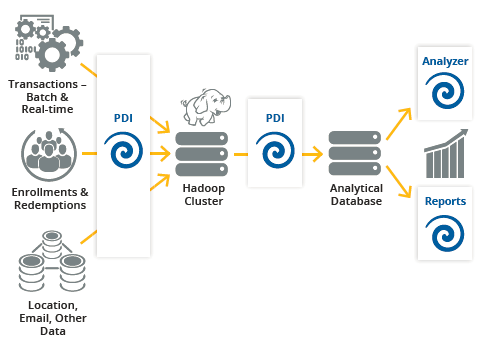 Transactions –
Batch &
Real-time
Enrollments &
Redemptions
Location,
Email, Other
Data
PDI
Hadoop
Cluster
PDI
Analytical
Database
Analyzer
Reports